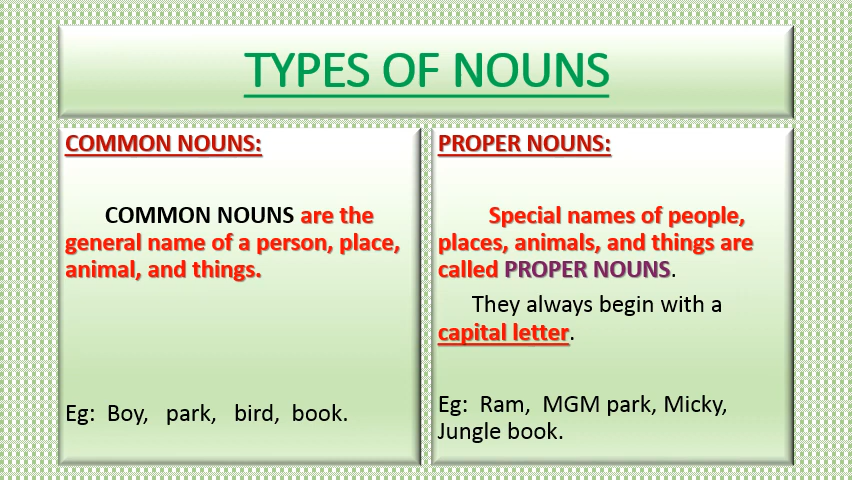 TYPES OF NOUNS
COMMON NOUNS:
COMMON NOUNS are the
general name of a person, place,
animal, and things.
Eg: Boy, park, bird, book.
PROPER NOUNS:
Special names of people,
places, animals, and things are
called PROPER NOUNS.
They always begin with a
capital letter.
Eg: Ram, MGM park, Micky,
Jungle book.